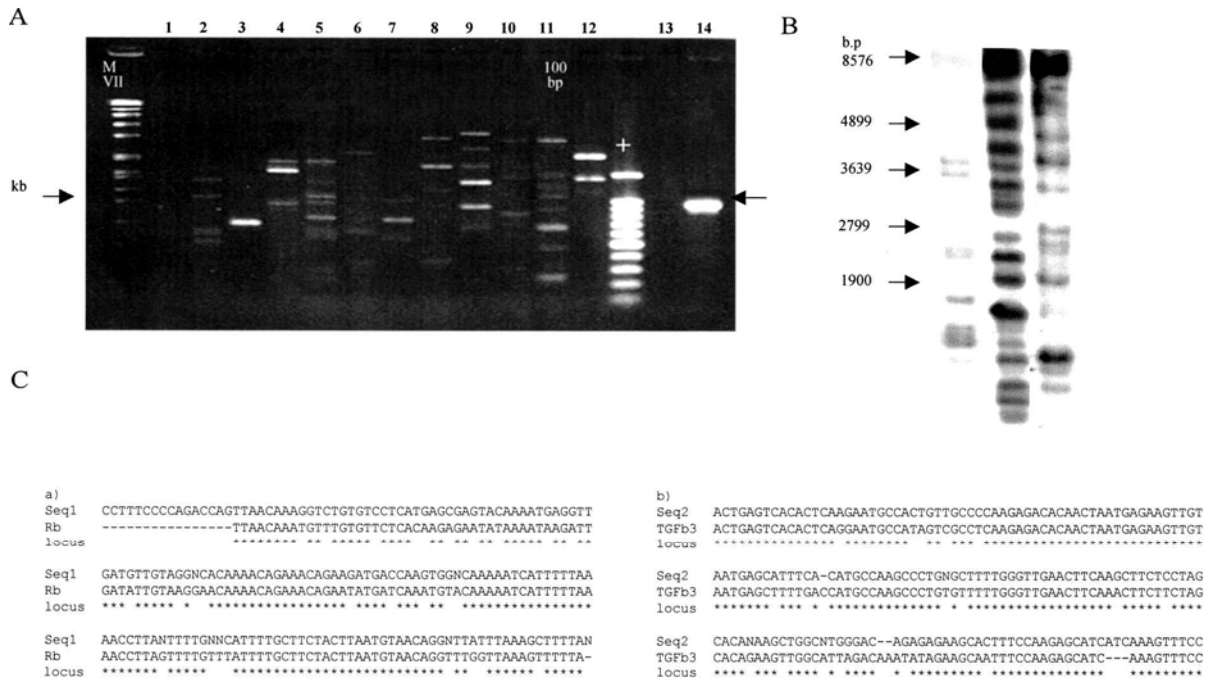 A
B
1 2 3 4 5 6 7 8 9 10 11 12 13 14
M
VII
100
bp
+
kb
b.p
8576
4899
3639
2799
1900
C
a)
Seq1 CCTTTCCCCAGACCAGTTAACAAAGGTCTGTGTCCTCATGAGCGAGTACAAAATGAGGTT
Rb -----------------TTAACAAATGTTTGTGTTCTCACAAGAGAATATAAAATAAGATT
locus
Seq1 GATGTTGTAGGNCACAAAACAGAAACAGAAGATGACCAAGTGGNCAAAAATCATTTTTAA
Rb GATATTGTAAGGAACAAAACAGAAACAGAATATGATCAAATGTACAAAAATCATTTTTAA
locus
Seq1 AACCTTANTTTTGNNCATTTTGCTTCTACTTAATGTAACAGGNTTATTTAAAGCTTTTAN
Rb AACCTTAGTTTTGTTTATTTTGCTTCTACTTAATGTAACAGGTTTGGTTAAAGTTTTTA-
locus
b)
Seq2 ACTGAGTCACACTCAAGAATGCCACTGTTGCCCCAAGAGACACAACTAATGAGAAGTTGT
TGFb3 ACTGAGTCACACTCAGGAATGCCATAGTCGCCTCAAGAGACACAACTAATGAGAAGTTGT
locus
Seq2 AATGAGCATTTCA-CATGCCAAGCCCTGNGCTTTTGGGTTGAACTTCAAGCTTCTCCTAG
TGFb3 AATGAGCTTTTGACCATGCCAAGCCCTGTGTTTTTGGGTTGAACTTCAAACTTCTTCTAG
locus
Seq2 CACANAAGCTGGCNTGGGAC--AGAGAGAAGCACTTTCCAAGAGCATCATCAAAGTTTCC
TGFb3 CACAGAAGTTGGCATTAGACAAATATAGAAGCAATTTCCAAGAGCATC---AAAGTTTCC
locus